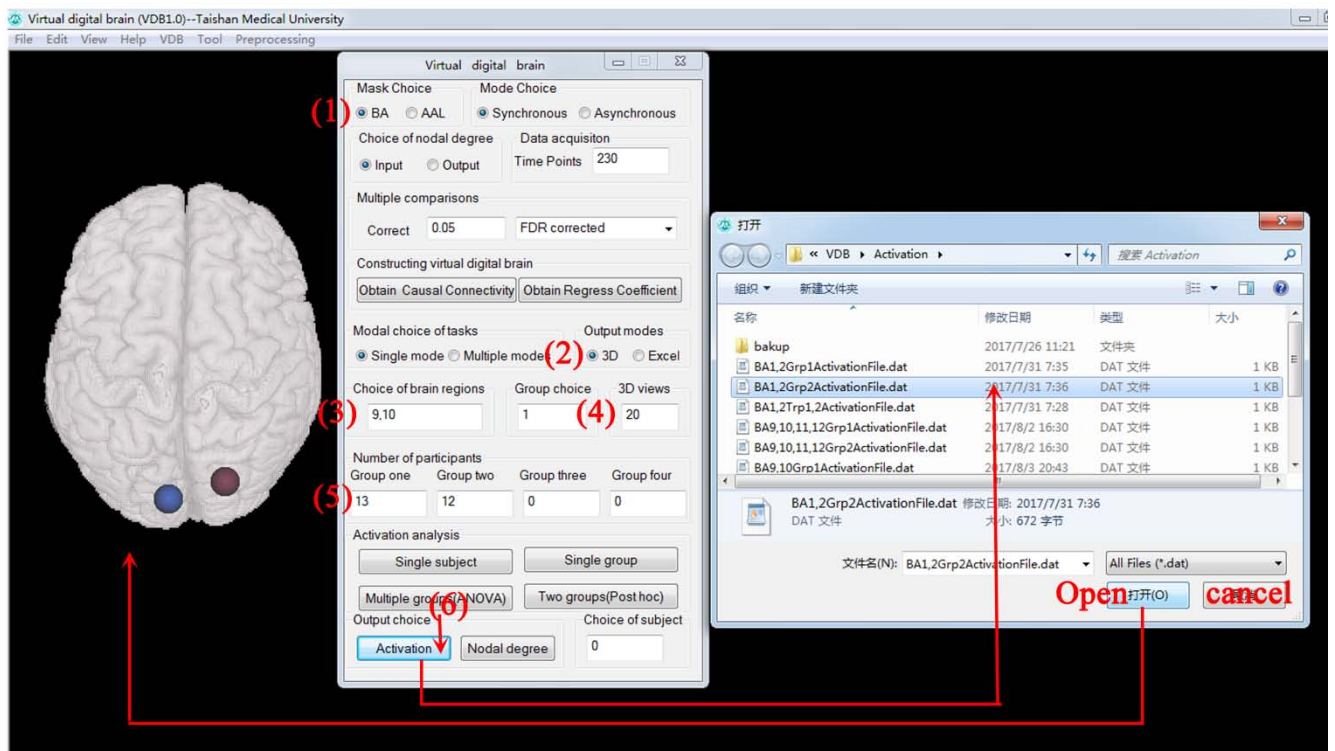 Virtual digital brain (VDB1.0)--Taishan Medical University
File Edit View Help VDB Tool Preprocessing
Virtual digital brain
Mask Choice Mode Choice
(1) BA AAL Synchronous Asynchronous
Choice of nodal degree Data acquisiton
Input Output Time Points 230
Multiple comparisons
Correct 0.05 FDR corrected
Constructing virtual digital brain
Obtain Causal Connectivity Obtain Regress Coefficient
Modal choice of tasks Output modes
Single mode Multiple modes (2) 3D Excel
Choice of brain regions Group choice 3D views
(3) 9,10 1 (4) 20
Number of participants
Group one Group two Group three Group four
(5) 13 12 0 0
Activation analysis
Single subject Single group
Multiple groups(ANOVA) Two groups(Post hoc)
(6)
Output choice Choice of subject
Activation Nodal degree 0
打开
« VDB Activation 搜索 Activation
组织 新建文件夹
名称 修改日期 类型 大小
bakup 2017/7/26 11:21 文件夹
BA1,2Grp1ActivationFile.dat 2017/7/31 7:35 DAT 文件 1 KB
BA1,2Grp2ActivationFile.dat 2017/7/31 7:36 DAT 文件 1 KB
BA1,2Trp1,2ActivationFile.dat 2017/7/31 7:28 DAT 文件 1 KB
BA9,10,11,12Grp1ActivationFile.dat 2017/8/2 16:30 DAT 文件 1 KB
BA9,10,11,12Grp2ActivationFile.dat 2017/8/2 16:30 DAT 文件 1 KB
BA9,10Grp1ActivationFile.dat 2017/8/3 20:43 DAT 文件 1 KB
BA1,2Grp2ActivationFile.dat 修改日期: 2017/7/31 7:36
DAT 文件 大小: 672 字节
文件名(N): BA1,2Grp2ActivationFile.dat All Files (*.dat)
Open 打开(O) cancel